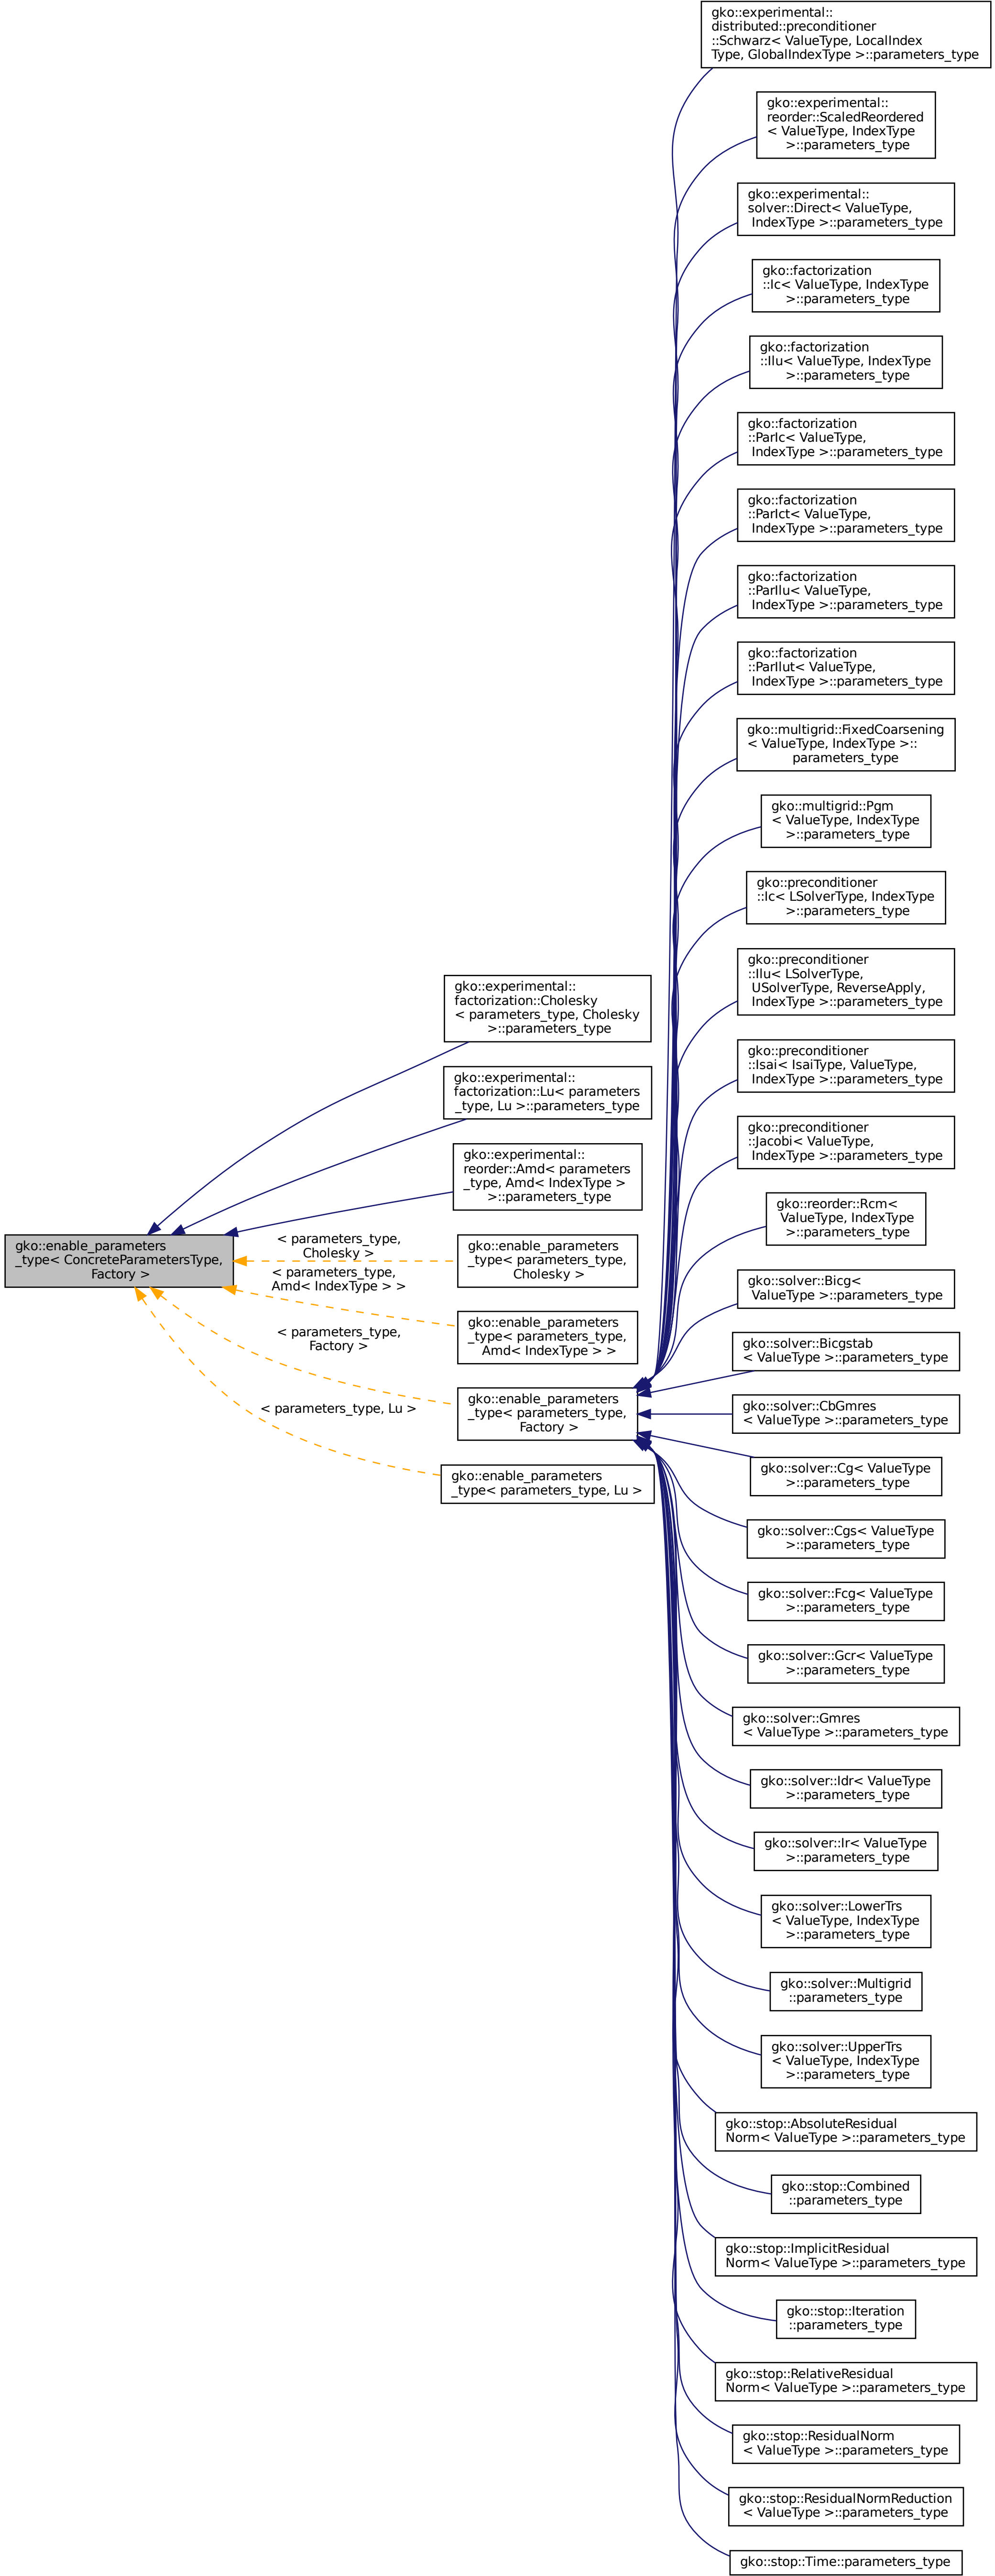 gko::experimental::
distributed::preconditioner
::Schwarz< ValueType, LocalIndex
Type, GlobalIndexType >::parameters_type
gko::experimental::
reorder::ScaledReordered
< ValueType, IndexType
>::parameters_type
gko::experimental::
solver::Direct< ValueType,
IndexType >::parameters_type
gko::factorization
::Ic< ValueType, IndexType
>::parameters_type
gko::factorization
::Ilu< ValueType, IndexType
>::parameters_type
gko::factorization
::ParIc< ValueType,
IndexType >::parameters_type
gko::factorization
::ParIct< ValueType,
IndexType >::parameters_type
gko::factorization
::ParIlu< ValueType,
IndexType >::parameters_type
gko::factorization
::ParIlut< ValueType,
IndexType >::parameters_type
gko::multigrid::FixedCoarsening
< ValueType, IndexType >::
parameters_type
gko::multigrid::Pgm
< ValueType, IndexType
>::parameters_type
gko::preconditioner
::Ic< LSolverType, IndexType
>::parameters_type
gko::preconditioner
::Ilu< LSolverType,
USolverType, ReverseApply,
IndexType >::parameters_type
gko::preconditioner
::Isai< IsaiType, ValueType,
IndexType >::parameters_type
gko::preconditioner
::Jacobi< ValueType,
IndexType >::parameters_type
gko::reorder::Rcm<
ValueType, IndexType
>::parameters_type
gko::solver::Bicg<
ValueType >::parameters_type
gko::solver::Bicgstab
< ValueType >::parameters_type
gko::solver::CbGmres
< ValueType >::parameters_type
gko::solver::Cg< ValueType
>::parameters_type
gko::solver::Cgs< ValueType
>::parameters_type
gko::solver::Fcg< ValueType
>::parameters_type
gko::solver::Gcr< ValueType
>::parameters_type
gko::solver::Gmres
< ValueType >::parameters_type
gko::solver::Idr< ValueType
>::parameters_type
gko::solver::Ir< ValueType
>::parameters_type
gko::solver::LowerTrs
< ValueType, IndexType
>::parameters_type
gko::solver::Multigrid
::parameters_type
gko::solver::UpperTrs
< ValueType, IndexType
>::parameters_type
gko::stop::AbsoluteResidual
Norm< ValueType >::parameters_type
gko::stop::Combined
::parameters_type
gko::stop::ImplicitResidual
Norm< ValueType >::parameters_type
gko::stop::Iteration
::parameters_type
gko::stop::RelativeResidual
Norm< ValueType >::parameters_type
gko::stop::ResidualNorm
< ValueType >::parameters_type
gko::stop::ResidualNormReduction
< ValueType >::parameters_type
gko::stop::Time::parameters_type
gko::experimental::
factorization::Cholesky
< parameters_type, Cholesky
>::parameters_type
gko::experimental::
factorization::Lu< parameters
_type, Lu >::parameters_type
gko::experimental::
reorder::Amd< parameters
_type, Amd< IndexType >
>::parameters_type
gko::enable_parameters
_type< parameters_type,
Cholesky >
gko::enable_parameters
_type< parameters_type,
Amd< IndexType > >
gko::enable_parameters
_type< parameters_type,
Factory >
gko::enable_parameters
_type< parameters_type, Lu >
< parameters_type,
Cholesky >
< parameters_type,
Amd< IndexType > >
< parameters_type,
Factory >
< parameters_type, Lu >
gko::enable_parameters
_type< ConcreteParametersType,
Factory >